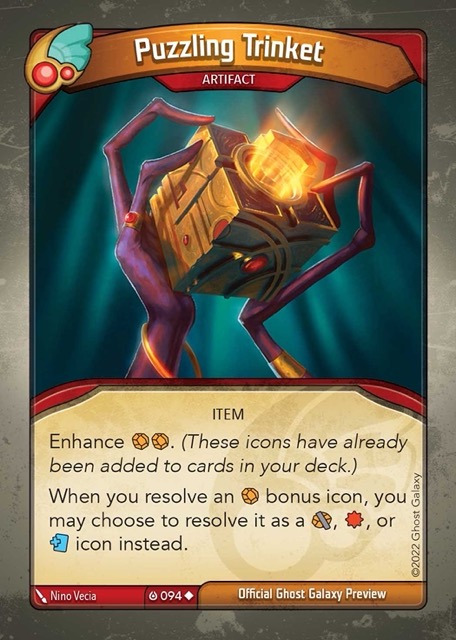 Puzzling Trinket
ARTIFACT
ITEM
Enhance . (These icons have already
been added to cards in your deck.)
When you resolve an bonus icon, you
may choose to resolve it as a , , or
icon instead.
©2022 Ghost Galaxy
Nino Vecia
094
Official Ghost Galaxy Preview